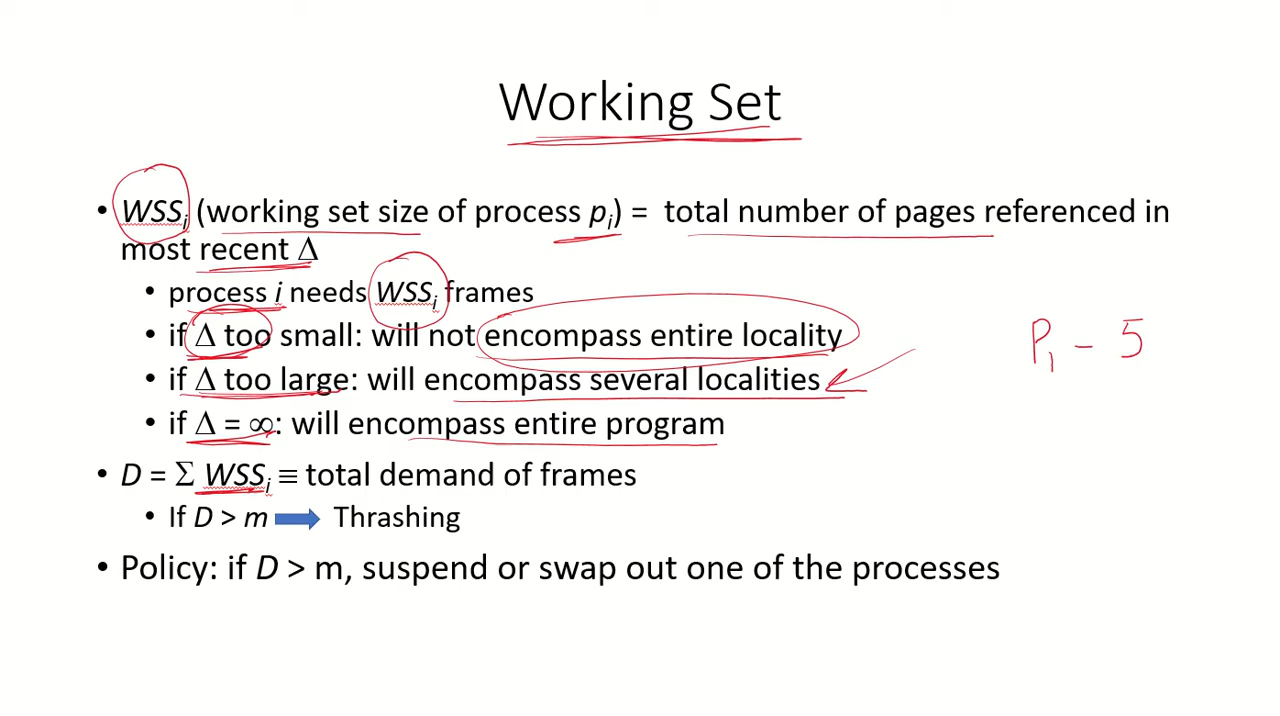 Working Set
• WSSi (working set size of process pi) = total number of pages referenced in
most recent Δ
• process i needs WSSi frames
• if Δ too small: will not encompass entire locality
• if Δ too large: will encompass several localities
P1 - 5
• if Δ = ∞: will encompass entire program
• D = Σ WSSi ≡ total demand of frames
• If D > m Thrashing
• Policy: if D > m, suspend or swap out one of the processes